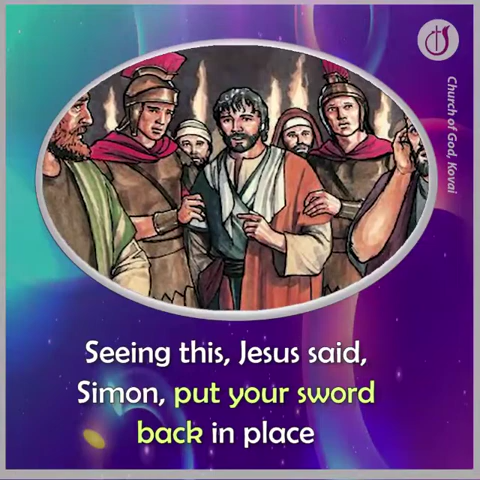 Church of God, Kovai
Seeing this, Jesus said,
Simon, put your sword
back in place